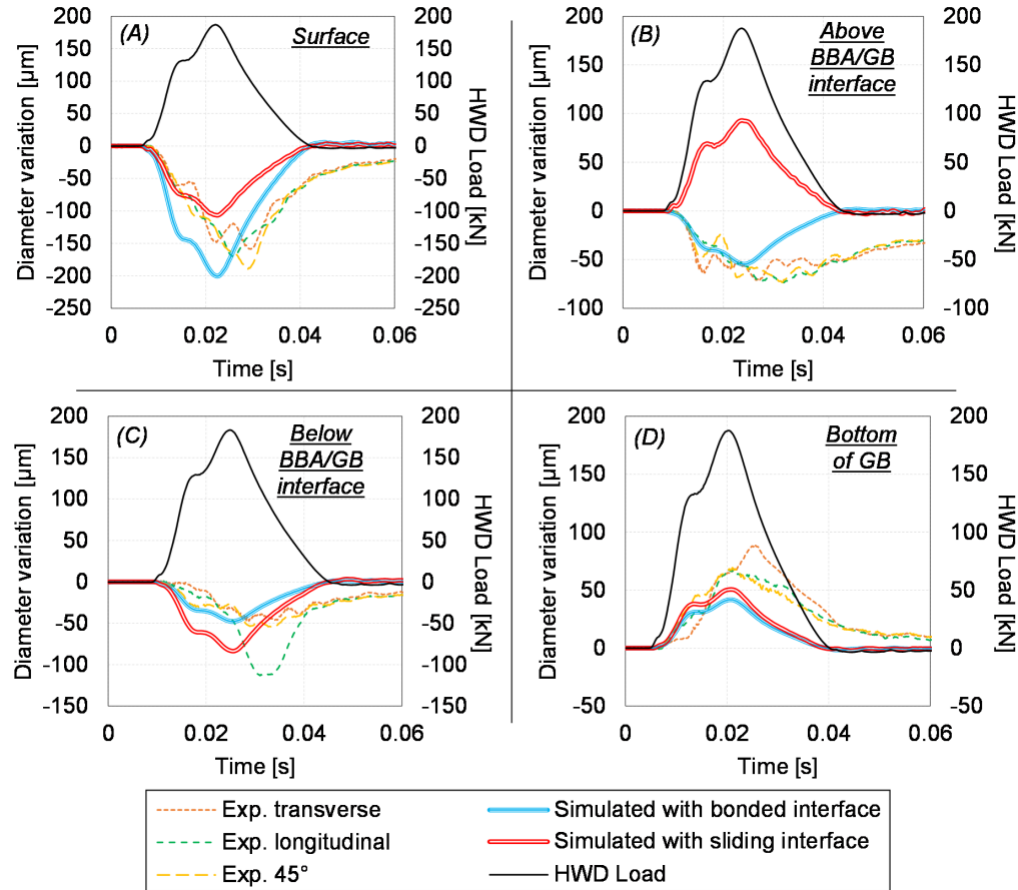 (A)
Surface
Diameter variation [µm]
200
150
100
50
0
-50
-100
-150
-200
-250
200
150
100
50
0
-50
-100
-150
-200
-250
HWD Load [kN]
0
0.02
0.04
0.06
Time [s]
(B)
Above
BBA/GB
interface
Diameter variation [µm]
200
150
100
50
0
-50
-100
200
150
100
50
0
-50
-100
HWD Load [kN]
0
0.02
0.04
0.06
Time [s]
(C)
Below
BBA/GB
interface
Diameter variation [µm]
200
150
100
50
0
-50
-100
-150
200
150
100
50
0
-50
-100
-150
HWD Load [kN]
0
0.02
0.04
0.06
Time [s]
(D)
Bottom
of GB
Diameter variation [µm]
200
150
100
50
0
-50
200
150
100
50
0
-50
HWD Load [kN]
0
0.02
0.04
0.06
Time [s]
Exp. transverse
Exp. longitudinal
Exp. 45°
Simulated with bonded interface
Simulated with sliding interface
HWD Load